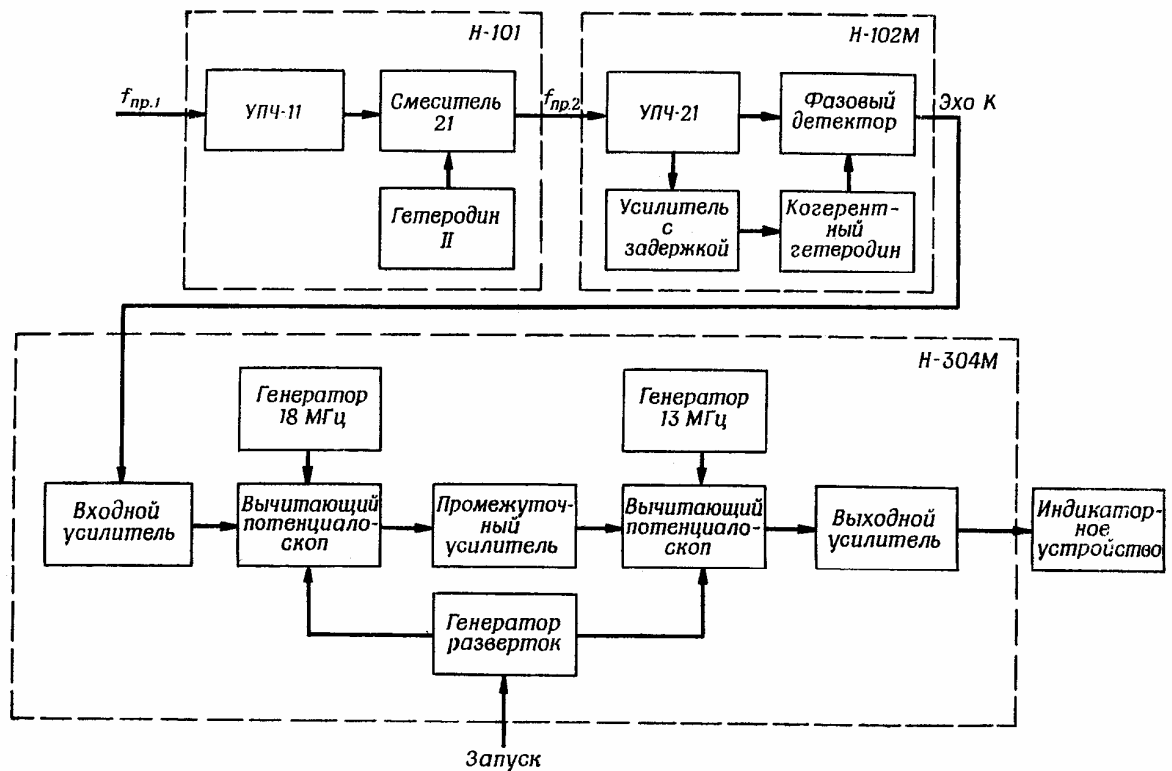 Н-101
Н-102М
fпр.1
УПЧ-11
Смеситель
21
fпр.2
УПЧ-21
Фазовый
детектор
Эхо К
Гетеродин
II
Усилитель
с
задержкой
Когерент-
ный
гетеродин
Н-304М
Генератор
18 МГц
Генератор
13 МГц
Входной
усилитель
Вычитающий
потенциало-
скоп
Промежуточ-
ный
усилитель
Вычитающий
потенциало-
скоп
Выходной
усилитель
Индикатор-
ное
устройство
Генератор
разверток
Запуск